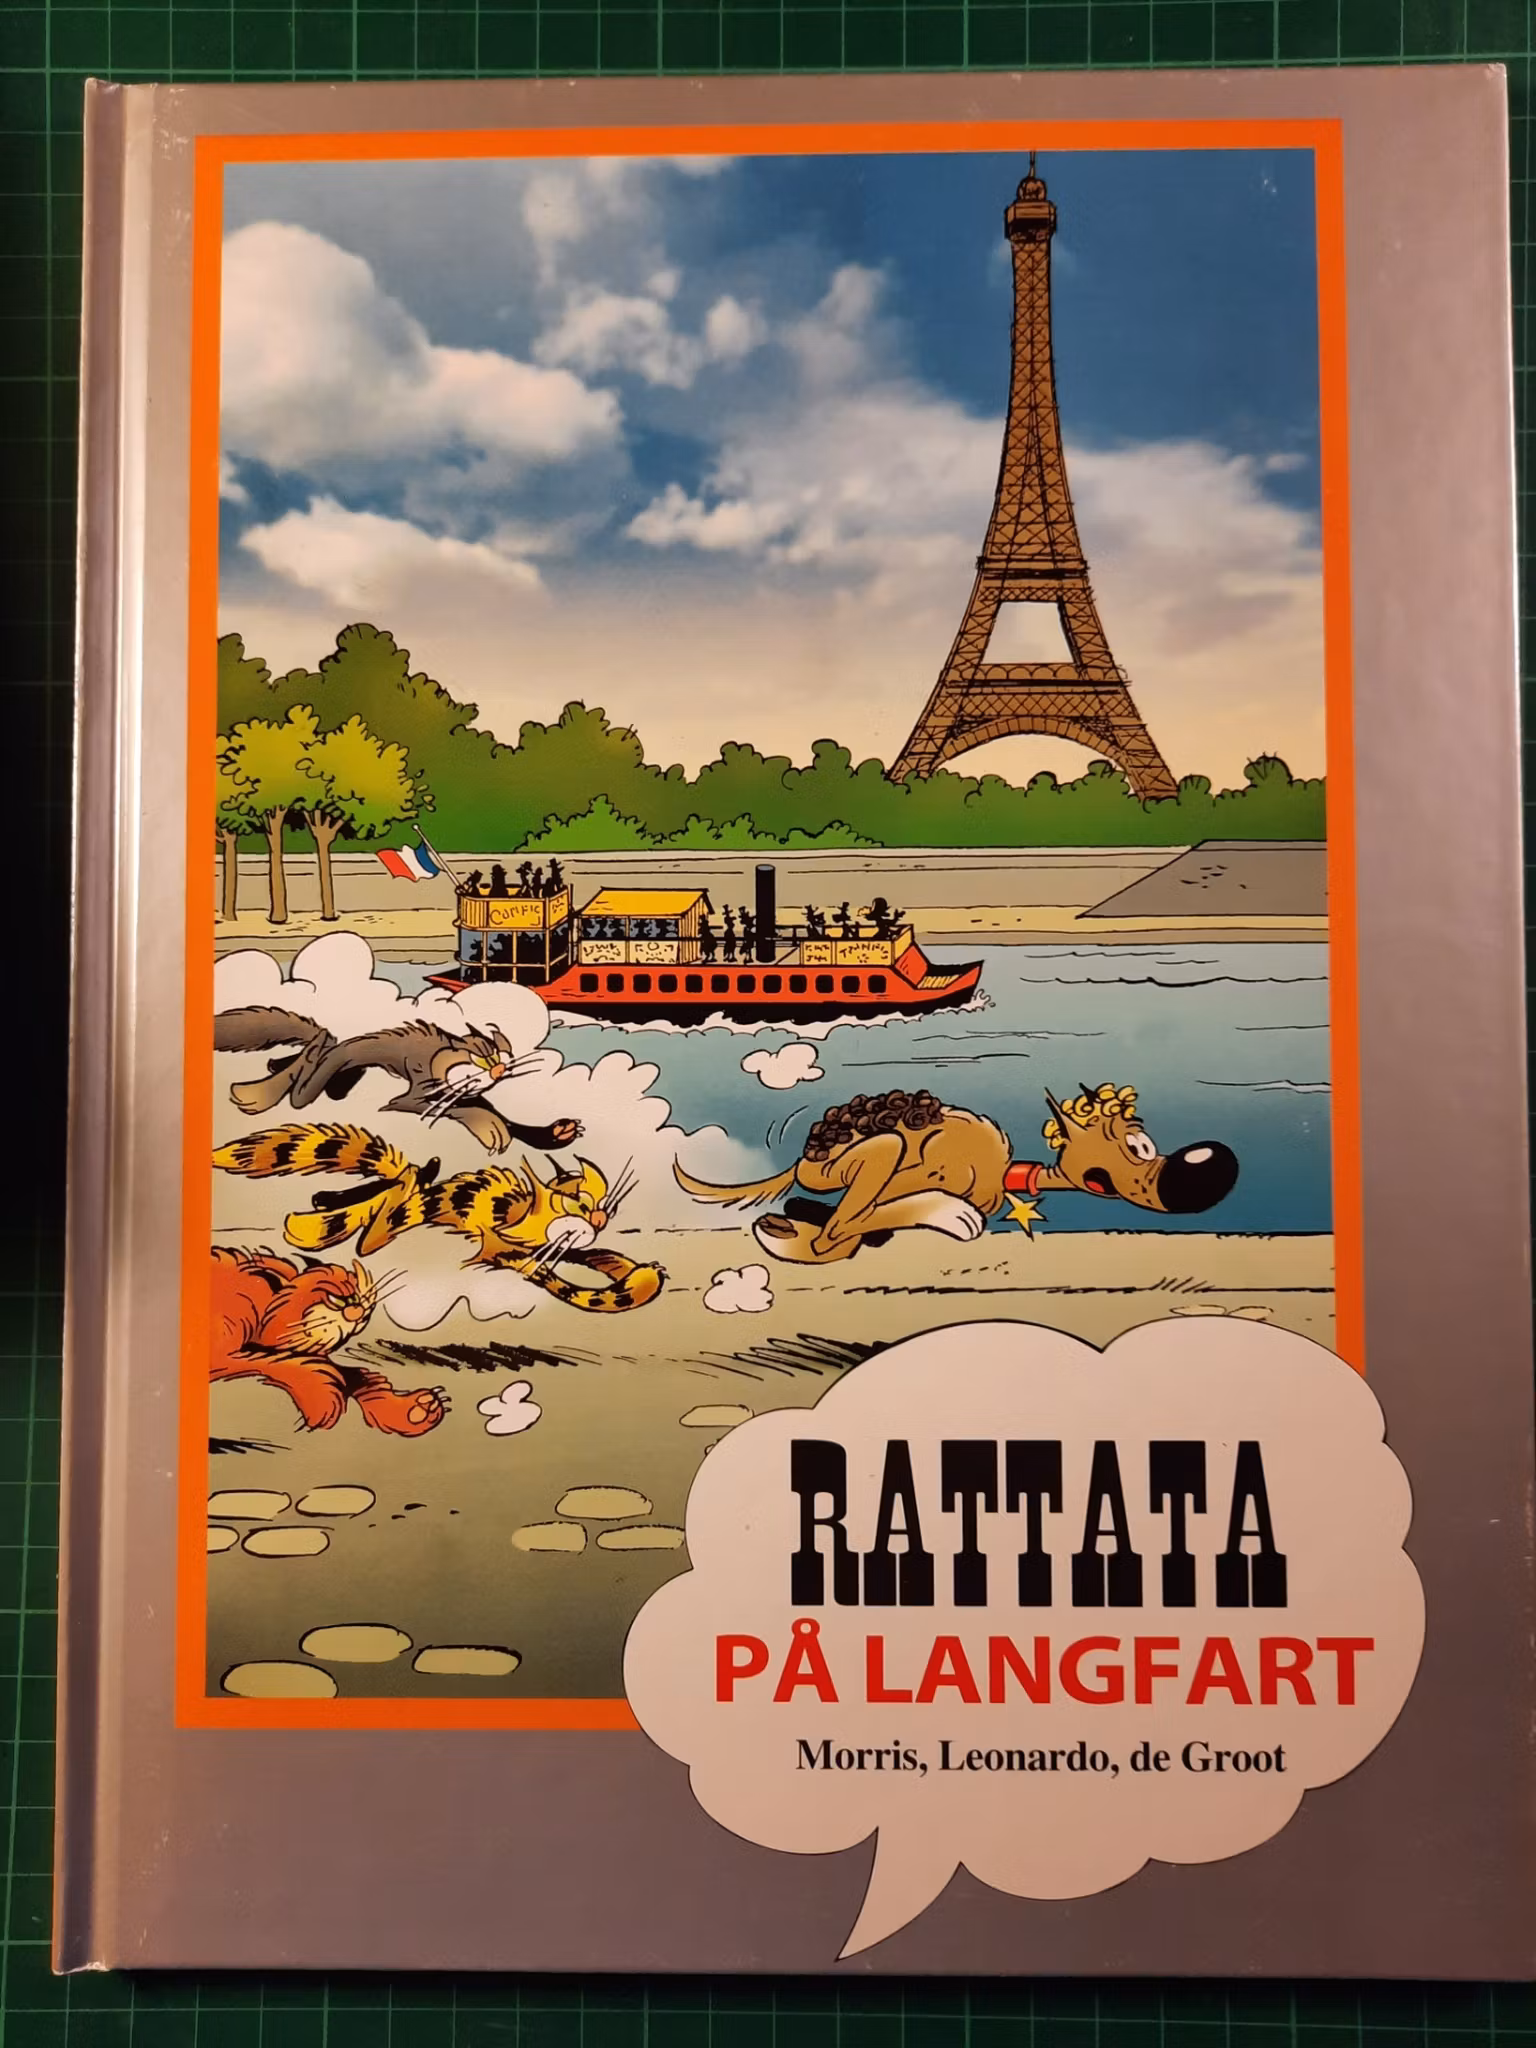 RATTATA
PÅ LANGFART
Morris, Leonardo, de Groot